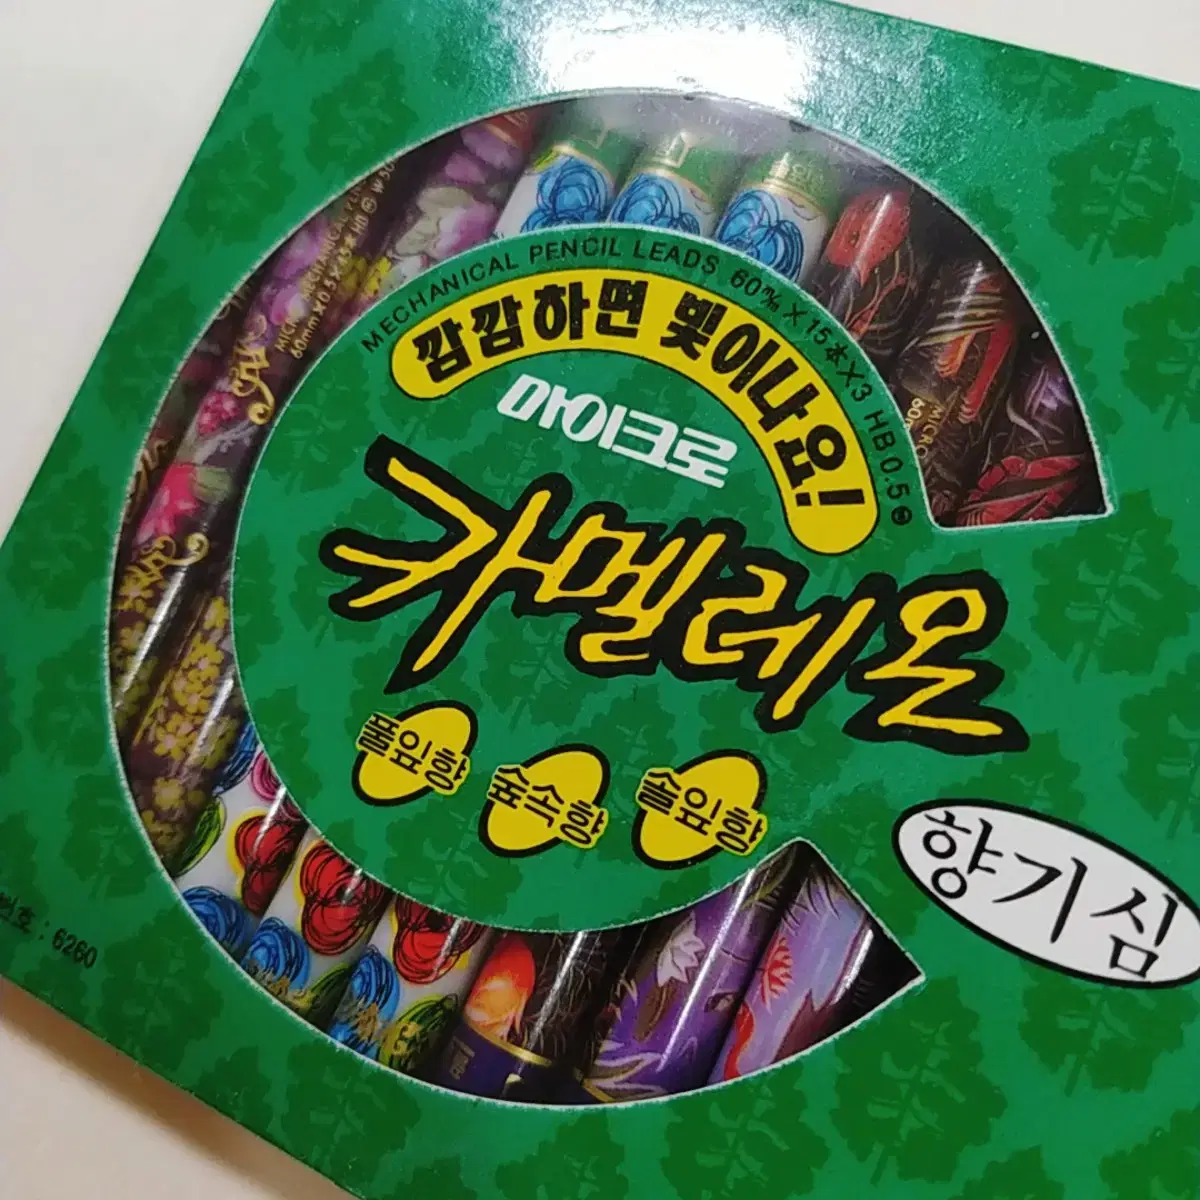 MECHANICAL PENCIL LEADS 60㎜ X 15本 X 3 HB 0.5
깜깜하면 빛이나요!
마이크로
카멜레온
풀잎향
숲속향
솔잎향
향기심
번호 : 6260